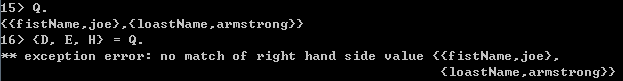 15> Q.
{{fistName,joe},{loastName,armstrong}}
16> {D, E, H} = Q.
** exception error: no match of right hand side value {{fistName,joe},
{loastName,armstrong}}